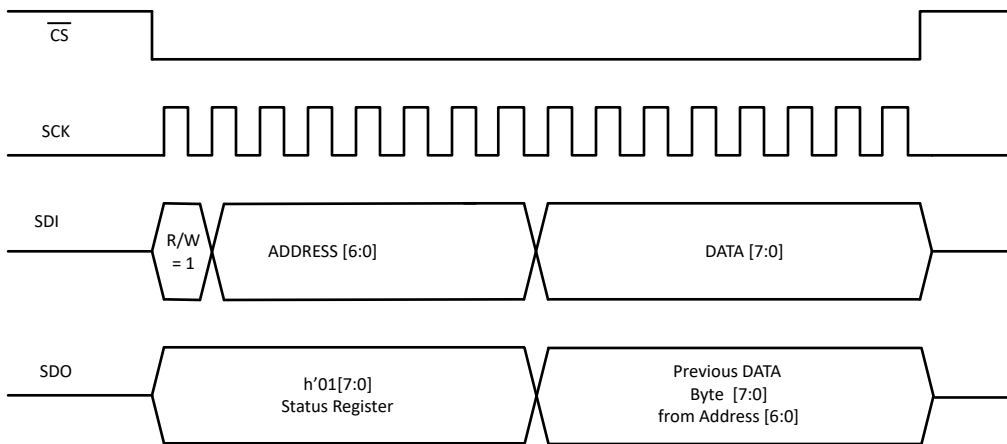 CS
SCK
SDI
R/W
= 1
ADDRESS [6:0]
DATA [7:0]
SDO
h'01[7:0]
Status Register
Previous DATA
Byte [7:0]
from Address [6:0]